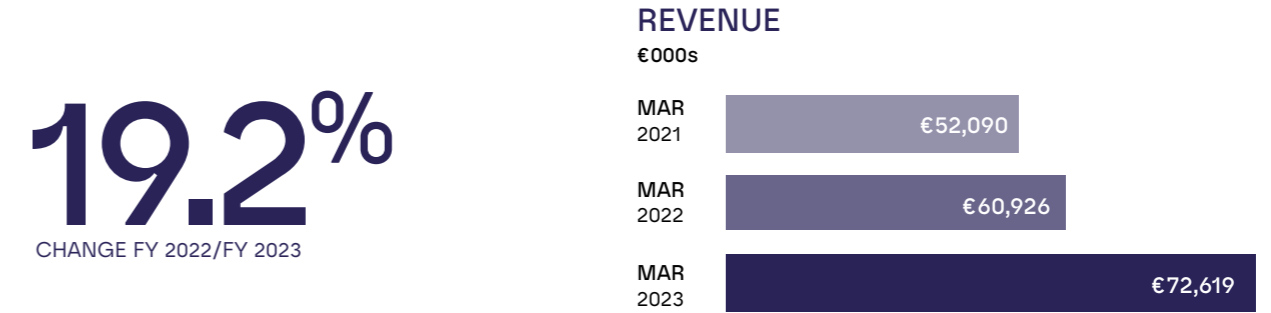 19.2%
CHANGE FY 2022/FY 2023
REVENUE
€000s
MAR
2021
€52,090
MAR
2022
€60,926
MAR
2023
€72,619